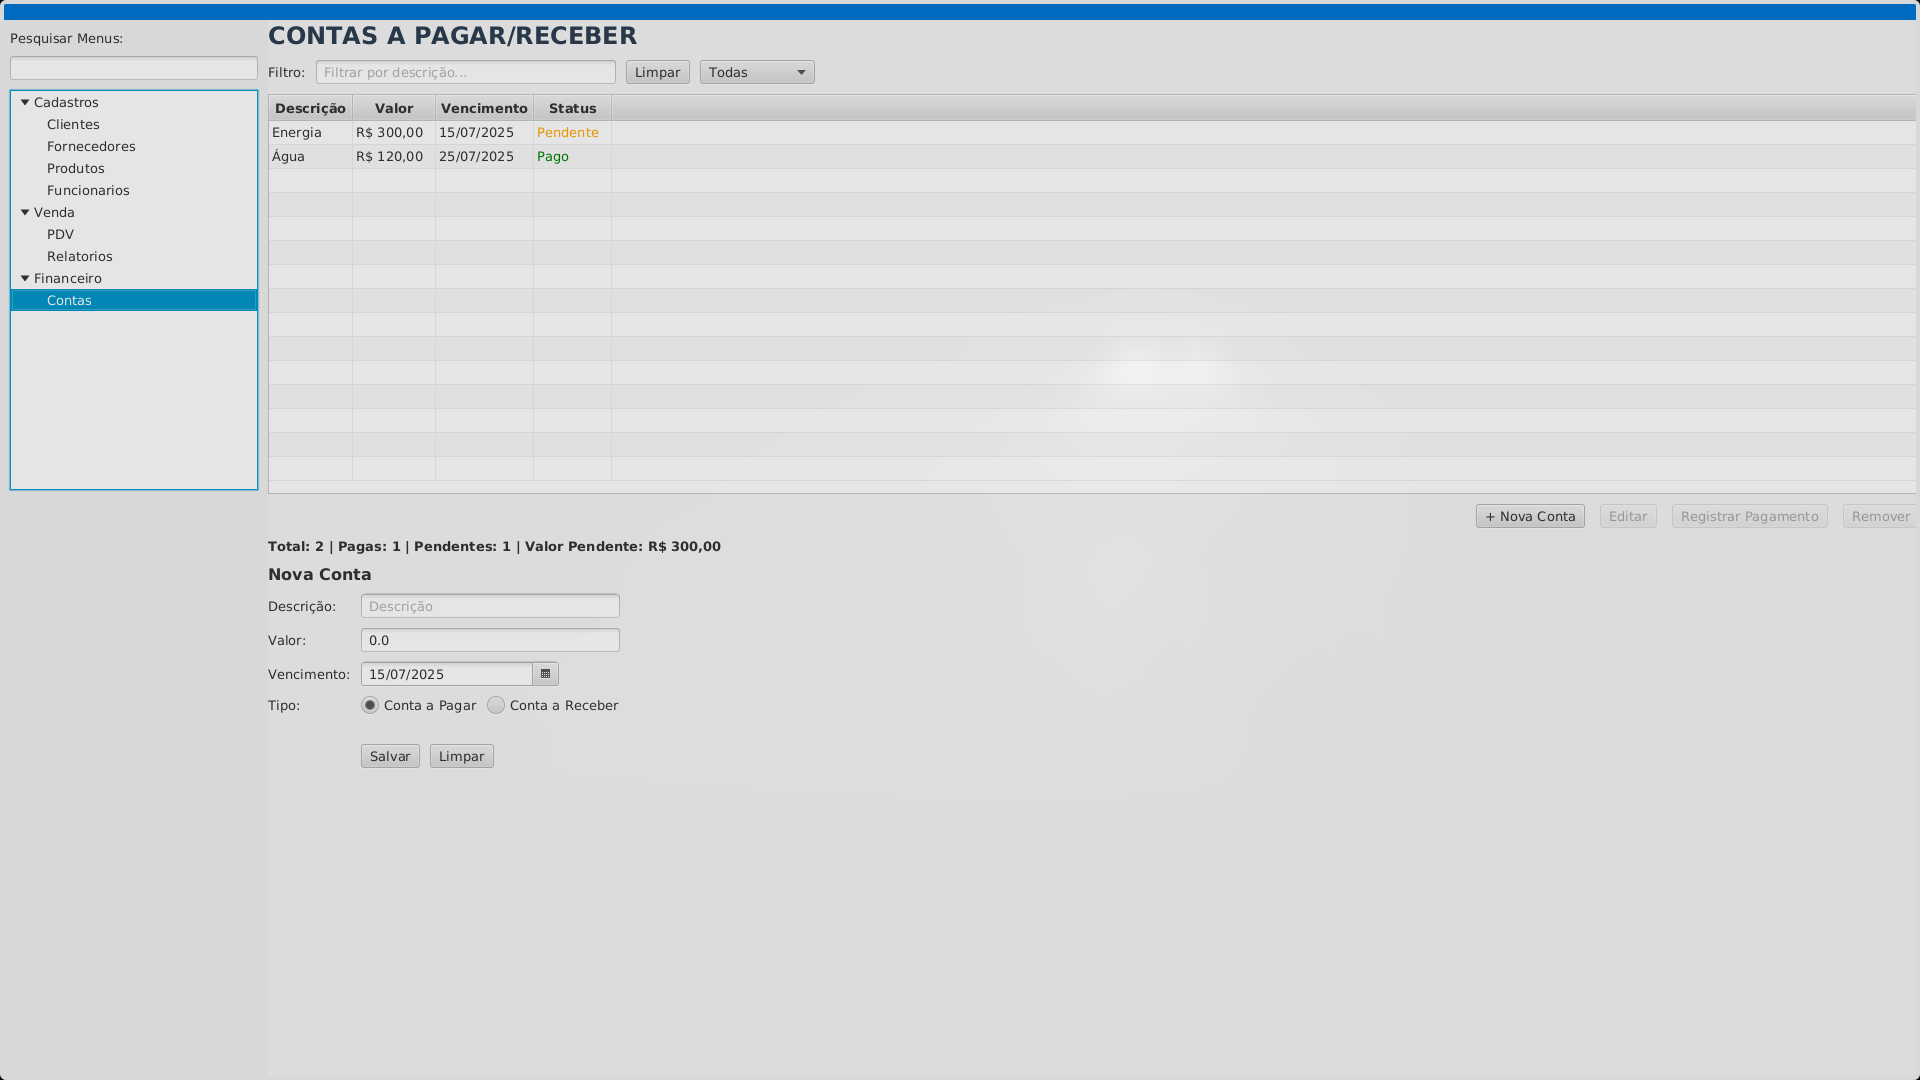 Pesquisar Menus:
Cadastros
Clientes
Fornecedores
Produtos
Funcionarios
Venda
PDV
Relatorios
Financeiro
Contas
CONTAS A PAGAR/RECEBER
Filtro: Filtrar por descrição... Limpar Todas
Descrição Valor Vencimento Status
Energia R$ 300,00 15/07/2025 Pendente
Água R$ 120,00 25/07/2025 Pago
+ Nova Conta Editar Registrar Pagamento Remover
Total: 2 | Pagas: 1 | Pendentes: 1 | Valor Pendente: R$ 300,00
Nova Conta
Descrição: Descrição
Valor: 0.0
Vencimento: 15/07/2025
Tipo: Conta a Pagar Conta a Receber
Salvar Limpar